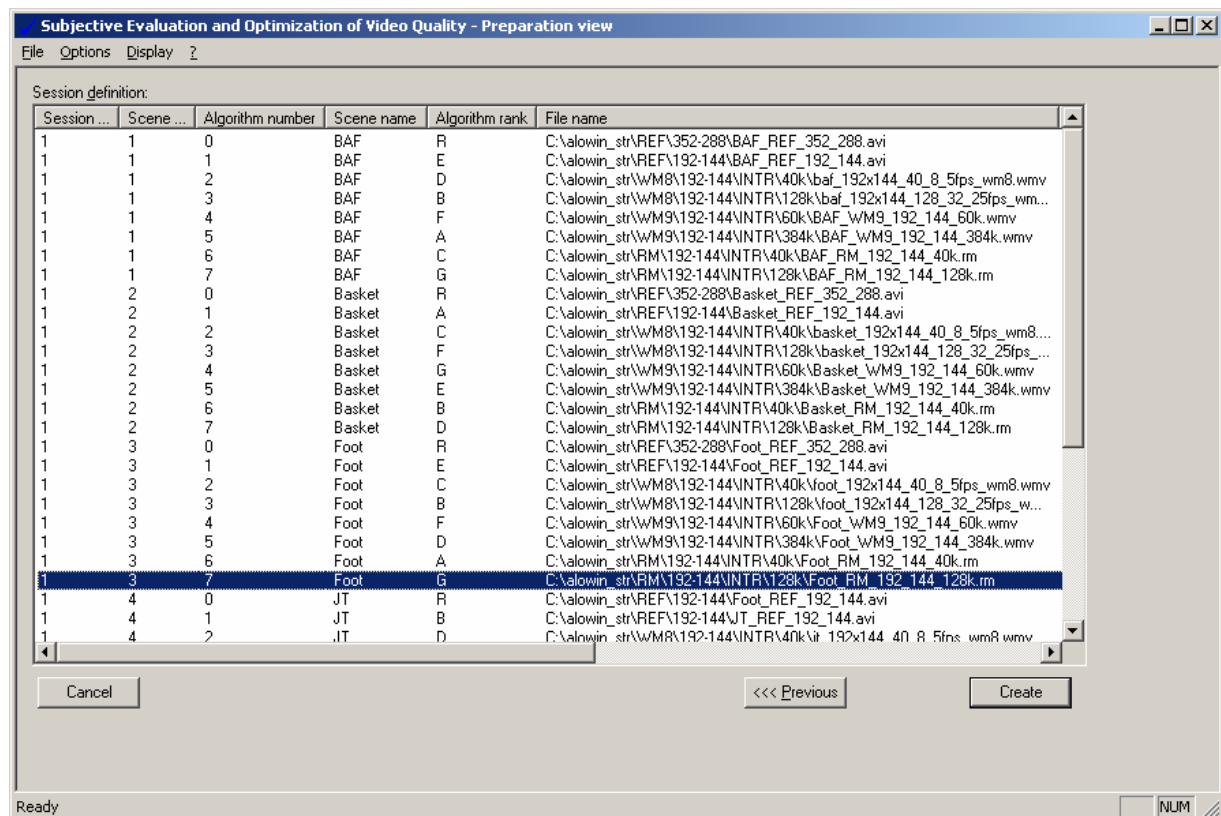 Subjective Evaluation and Optimization of Video Quality - Preparation view
File Options Display ?
Session definition:
Session ... Scene ... Algorithm number Scene name Algorithm rank File name
1 1 0 BAF R C:\alowin_str\REF\352-288\BAF_REF_352_288.avi
1 1 1 BAF E C:\alowin_str\REF\192-144\BAF_REF_192_144.avi
1 1 2 BAF D C:\alowin_str\WM8\192-144\INTR\40k\baf_192x144_40_8_5fps_wm8.wmv
1 1 3 BAF B C:\alowin_str\WM8\192-144\INTR\128k\baf_192x144_128_32_25fps_wm...
1 1 4 BAF F C:\alowin_str\WM9\192-144\INTR\60k\BAF_WM9_192_144_60k.wmv
1 1 5 BAF A C:\alowin_str\WM9\192-144\INTR\384k\BAF_WM9_192_144_384k.wmv
1 1 6 BAF C C:\alowin_str\RM\192-144\INTR\40k\BAF_RM_192_144_40k.rm
1 1 7 BAF G C:\alowin_str\RM\192-144\INTR\128k\BAF_RM_192_144_128k.rm
1 2 0 Basket R C:\alowin_str\REF\352-288\Basket_REF_352_288.avi
1 2 1 Basket A C:\alowin_str\REF\192-144\Basket_REF_192_144.avi
1 2 2 Basket C C:\alowin_str\WM8\192-144\INTR\40k\basket_192x144_40_8_5fps_wm8....
1 2 3 Basket F C:\alowin_str\WM8\192-144\INTR\128k\basket_192x144_128_32_25fps_...
1 2 4 Basket G C:\alowin_str\WM9\192-144\INTR\60k\Basket_WM9_192_144_60k.wmv
1 2 5 Basket E C:\alowin_str\WM9\192-144\INTR\384k\Basket_WM9_192_144_384k.wmv
1 2 6 Basket B C:\alowin_str\RM\192-144\INTR\40k\Basket_RM_192_144_40k.rm
1 2 7 Basket D C:\alowin_str\RM\192-144\INTR\128k\Basket_RM_192_144_128k.rm
1 3 0 Foot R C:\alowin_str\REF\352-288\Foot_REF_352_288.avi
1 3 1 Foot E C:\alowin_str\REF\192-144\Foot_REF_192_144.avi
1 3 2 Foot C C:\alowin_str\WM8\192-144\INTR\40k\foot_192x144_40_8_5fps_wm8.wmv
1 3 3 Foot B C:\alowin_str\WM8\192-144\INTR\128k\foot_192x144_128_32_25fps_w...
1 3 4 Foot F C:\alowin_str\WM9\192-144\INTR\60k\Foot_WM9_192_144_60k.wmv
1 3 5 Foot D C:\alowin_str\WM9\192-144\INTR\384k\Foot_WM9_192_144_384k.wmv
1 3 6 Foot A C:\alowin_str\RM\192-144\INTR\40k\Foot_RM_192_144_40k.rm
1 3 7 Foot G C:\alowin_str\RM\192-144\INTR\128k\Foot_RM_192_144_128k.rm
1 4 0 JT R C:\alowin_str\REF\192-144\Foot_REF_192_144.avi
1 4 1 JT B C:\alowin_str\REF\192-144\JT_REF_192_144.avi
1 4 2 JT D C:\alowin_str\WM8\192-144\INTR\40k\jt_192x144_40_8_5fps_wm8.wmv
Cancel <<< Previous Create
Ready NUM